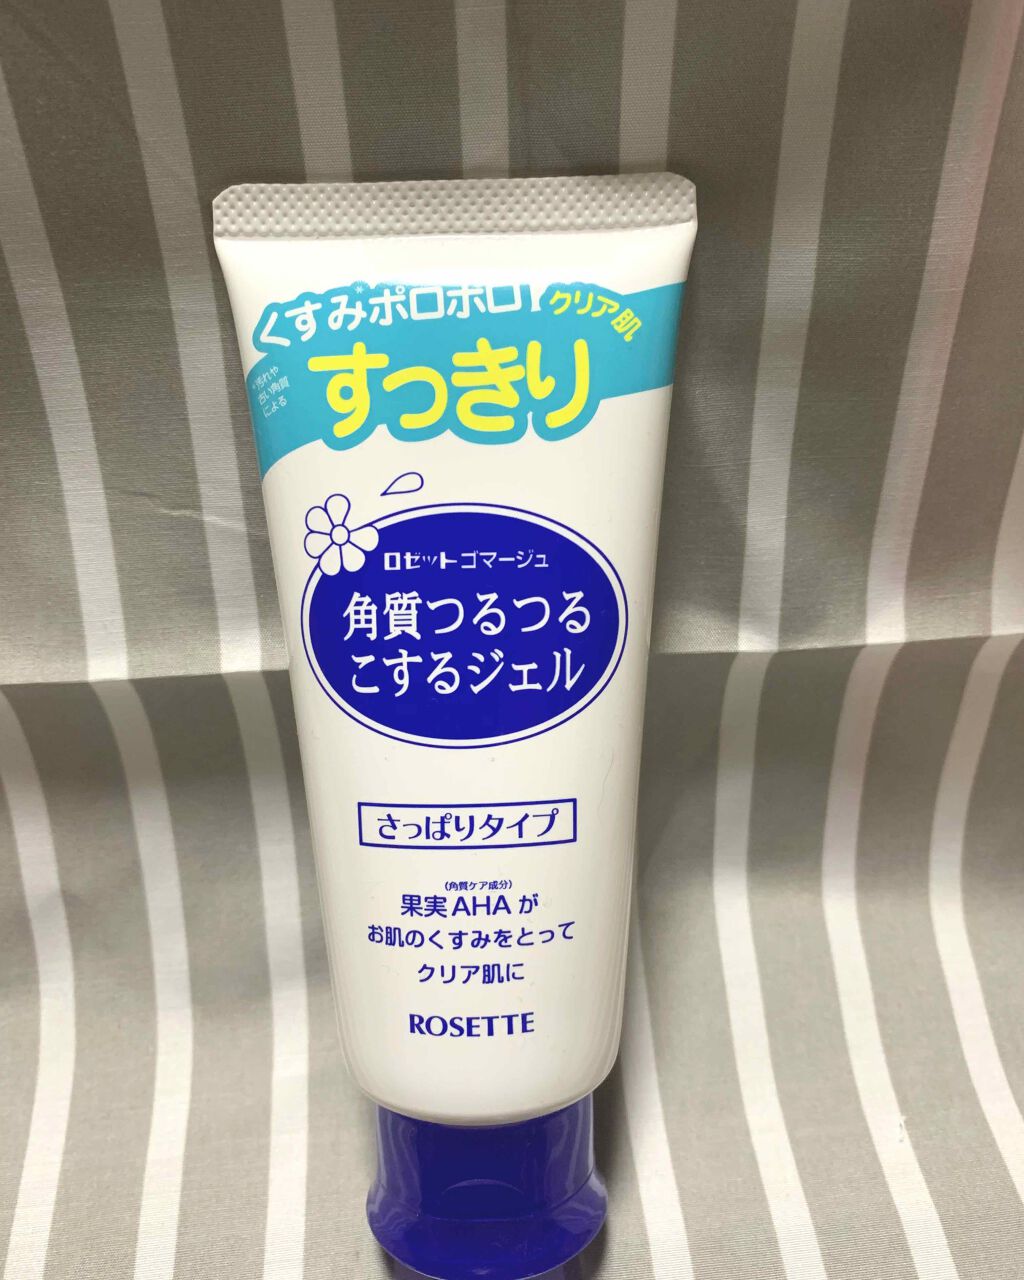 くすみ*ポロポロ!クリア肌
すっきり
*汚れや
古い角質
による
ロゼットゴマージュ
角質つるつる
こするジェル
さっぱりタイプ
(角質ケア成分)
果実AHAが
お肌のくすみをとって
クリア肌に
ROSETTE